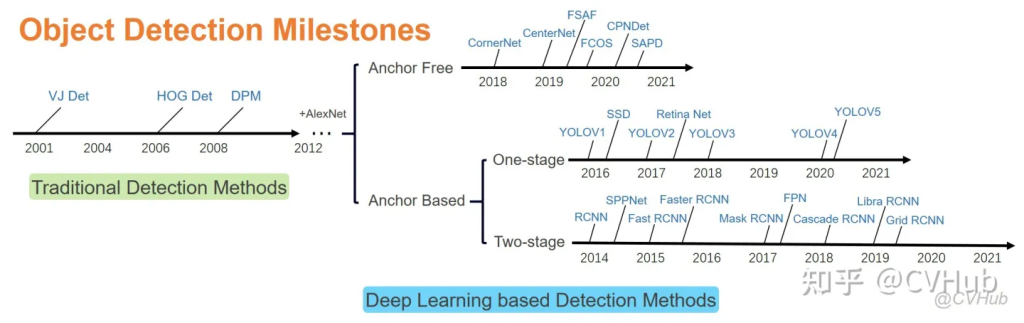 Object Detection Milestones
VJ Det
HOG Det
DPM
2001
2004
2006
2008
2012
+AlexNet
Traditional Detection Methods
Anchor Free
CornerNet
CenterNet
FSAF
FCOS
CPNDet
SAPD
2018
2019
2020
2021
Anchor Based
One-stage
YOLOV1
SSD
YOLOV2
Retina Net
YOLOV3
YOLOV4
YOLOV5
2016
2017
2018
2019
2020
2021
Two-stage
RCNN
SPPNet
Fast RCNN
Faster RCNN
Mask RCNN
FPN
Cascade RCNN
Libra RCNN
Grid RCNN
2014
2015
2016
2017
2018
2019
2020
2021
Deep Learning based Detection Methods
知乎 @CVHub
@CVHub